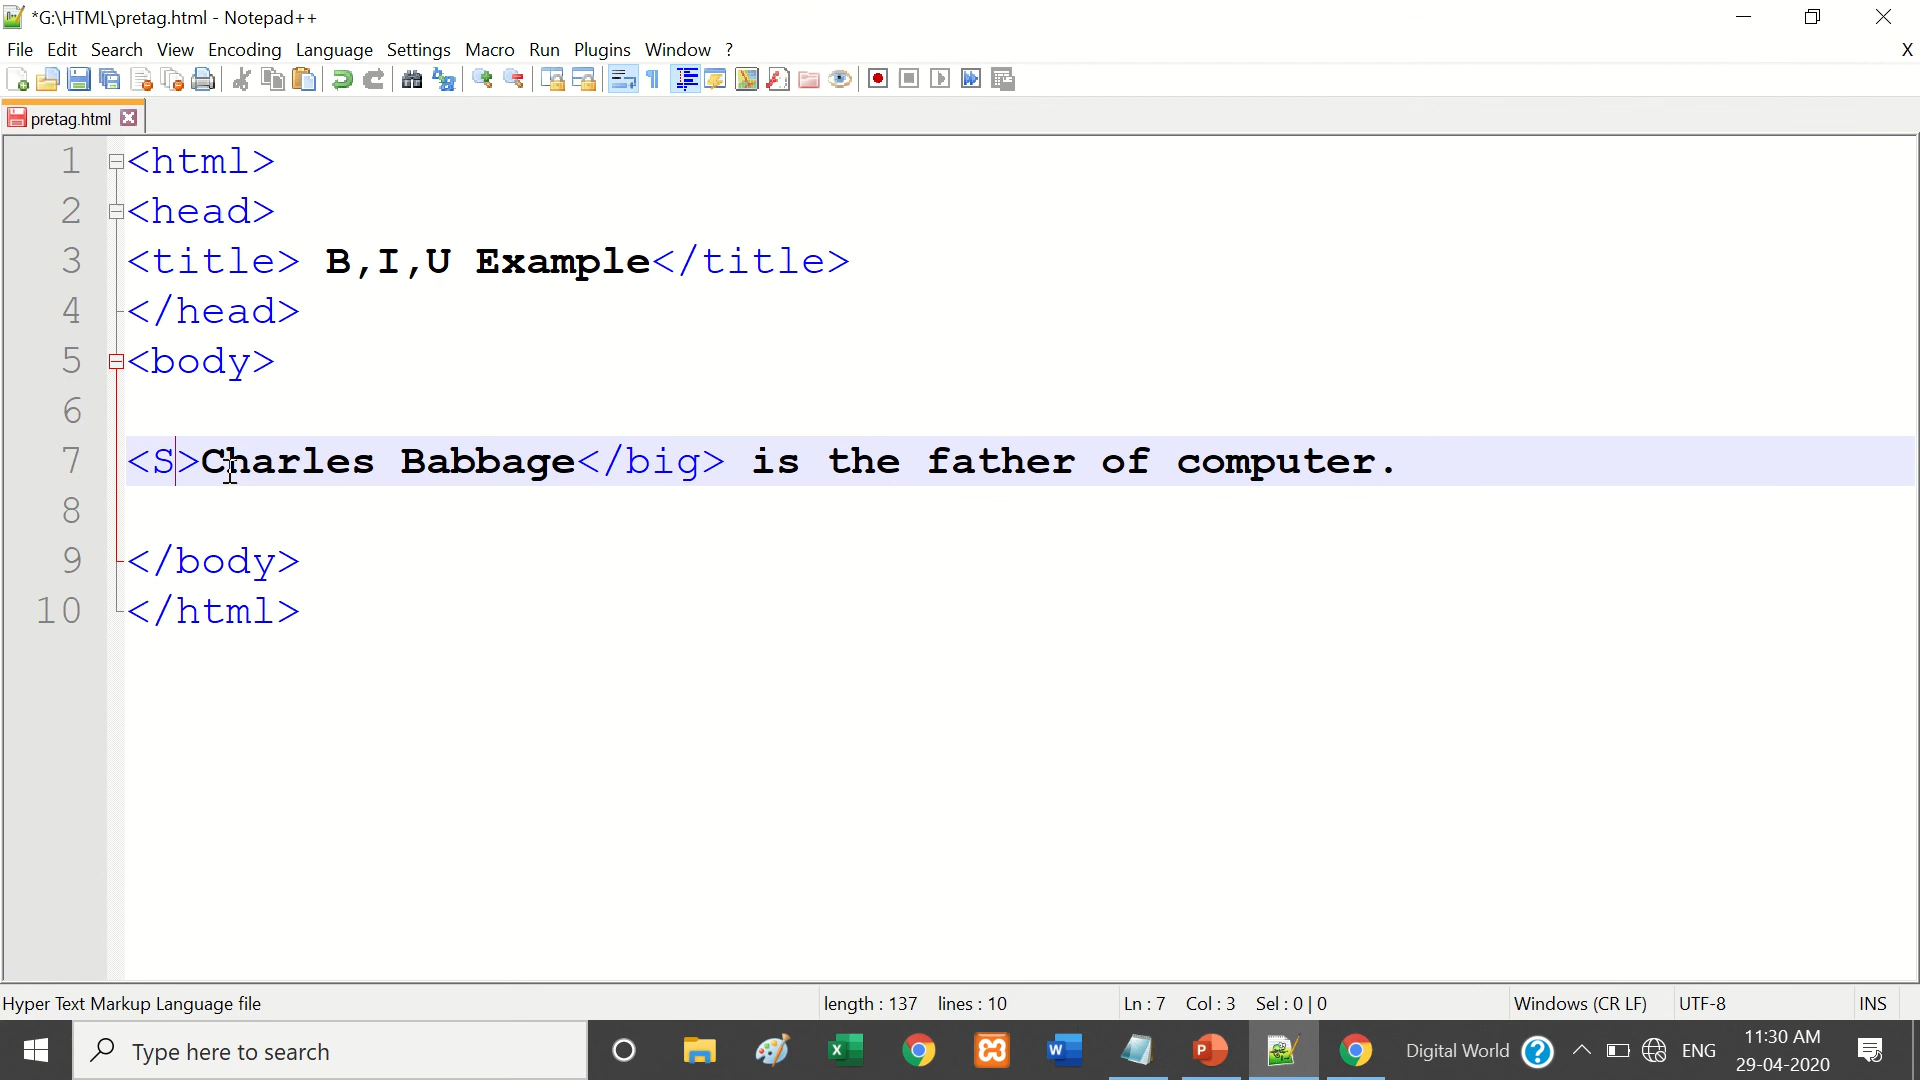 *G:\HTML\pretag.html - Notepad++
File Edit Search View Encoding Language Settings Macro Run Plugins Window ? X
pretag.html
1 <html>
2 <head>
3 <title> B,I,U Example</title>
4 </head>
5 <body>
6
7 <S>Charles Babbage</big> is the father of computer.
8
9 </body>
10 </html>
Hyper Text Markup Language file length : 137 lines : 10 Ln : 7 Col : 3 Sel : 0 | 0 Windows (CR LF) UTF-8 INS
Type here to search Digital World ENG 11:30 AM
29-04-2020